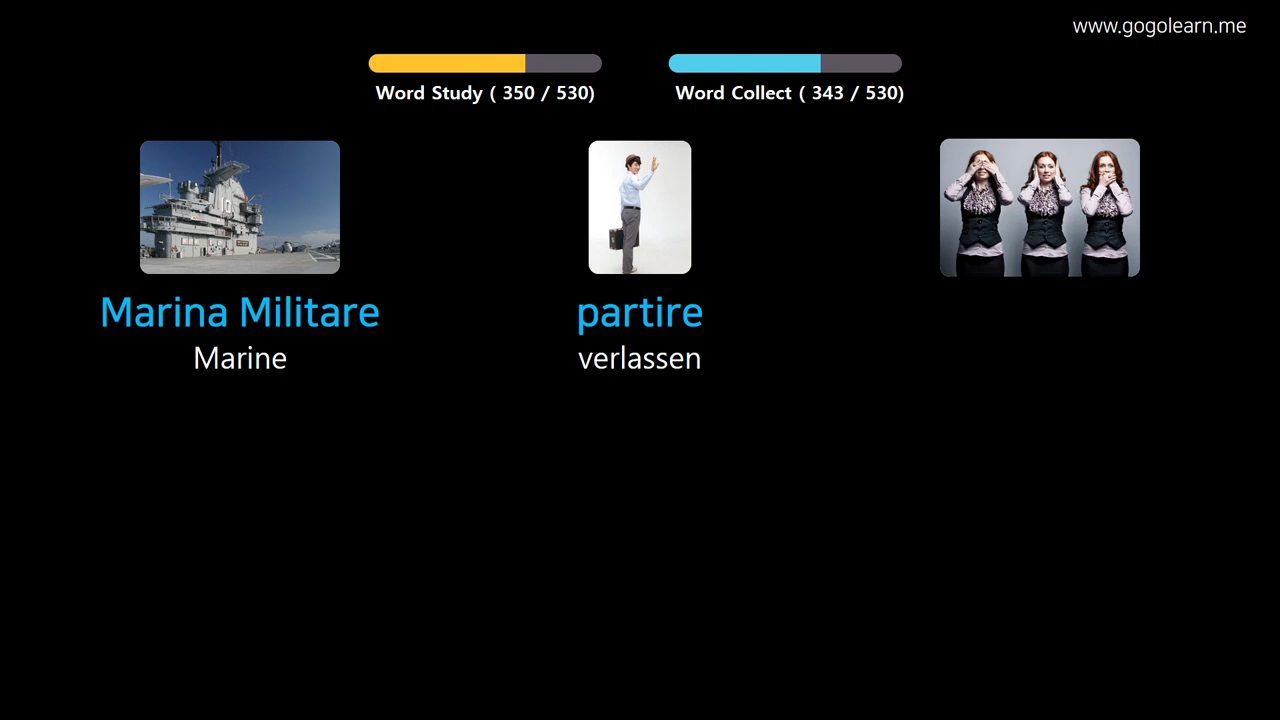 www.gogolearn.me
Word Study ( 350 / 530)
Word Collect ( 343 / 530)
Marina Militare
Marine
partire
verlassen